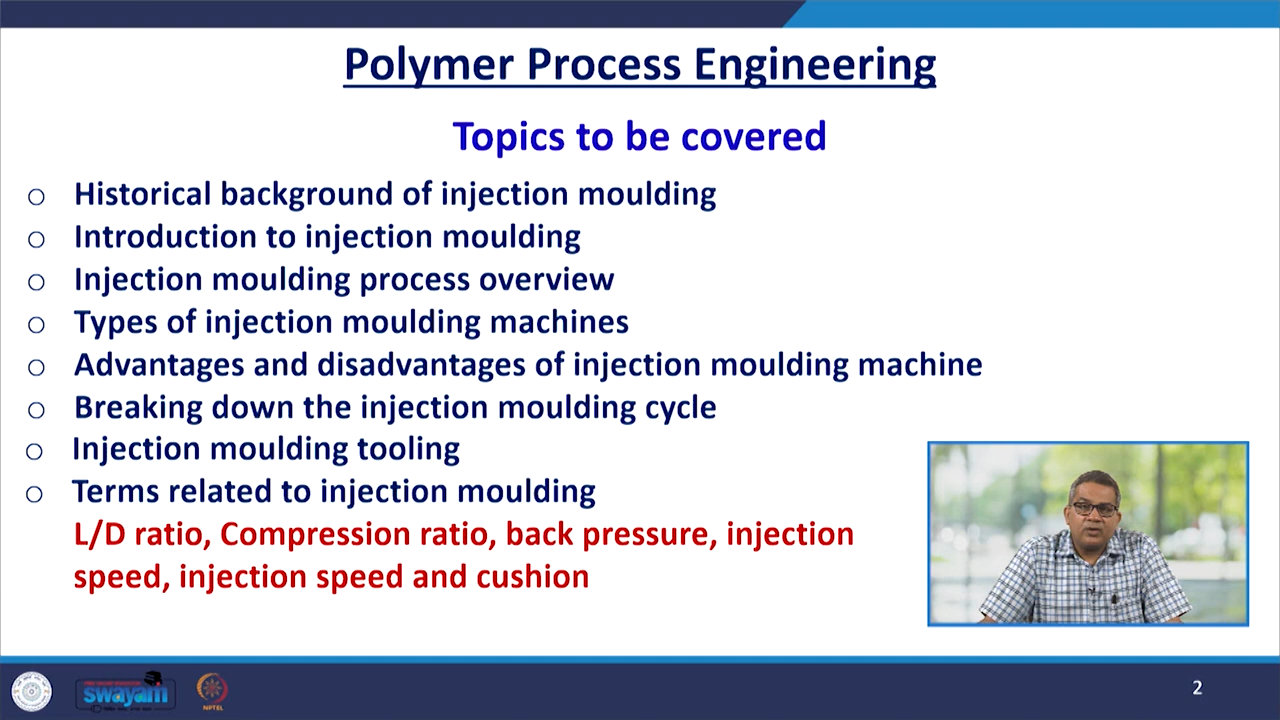 Polymer Process Engineering
Topics to be covered
Historical background of injection moulding
Introduction to injection moulding
Injection moulding process overview
Types of injection moulding machines
Advantages and disadvantages of injection moulding machine
Breaking down the injection moulding cycle
Injection moulding tooling
Terms related to injection moulding
L/D ratio, Compression ratio, back pressure, injection
speed, injection speed and cushion
swayam
NPTEL
2